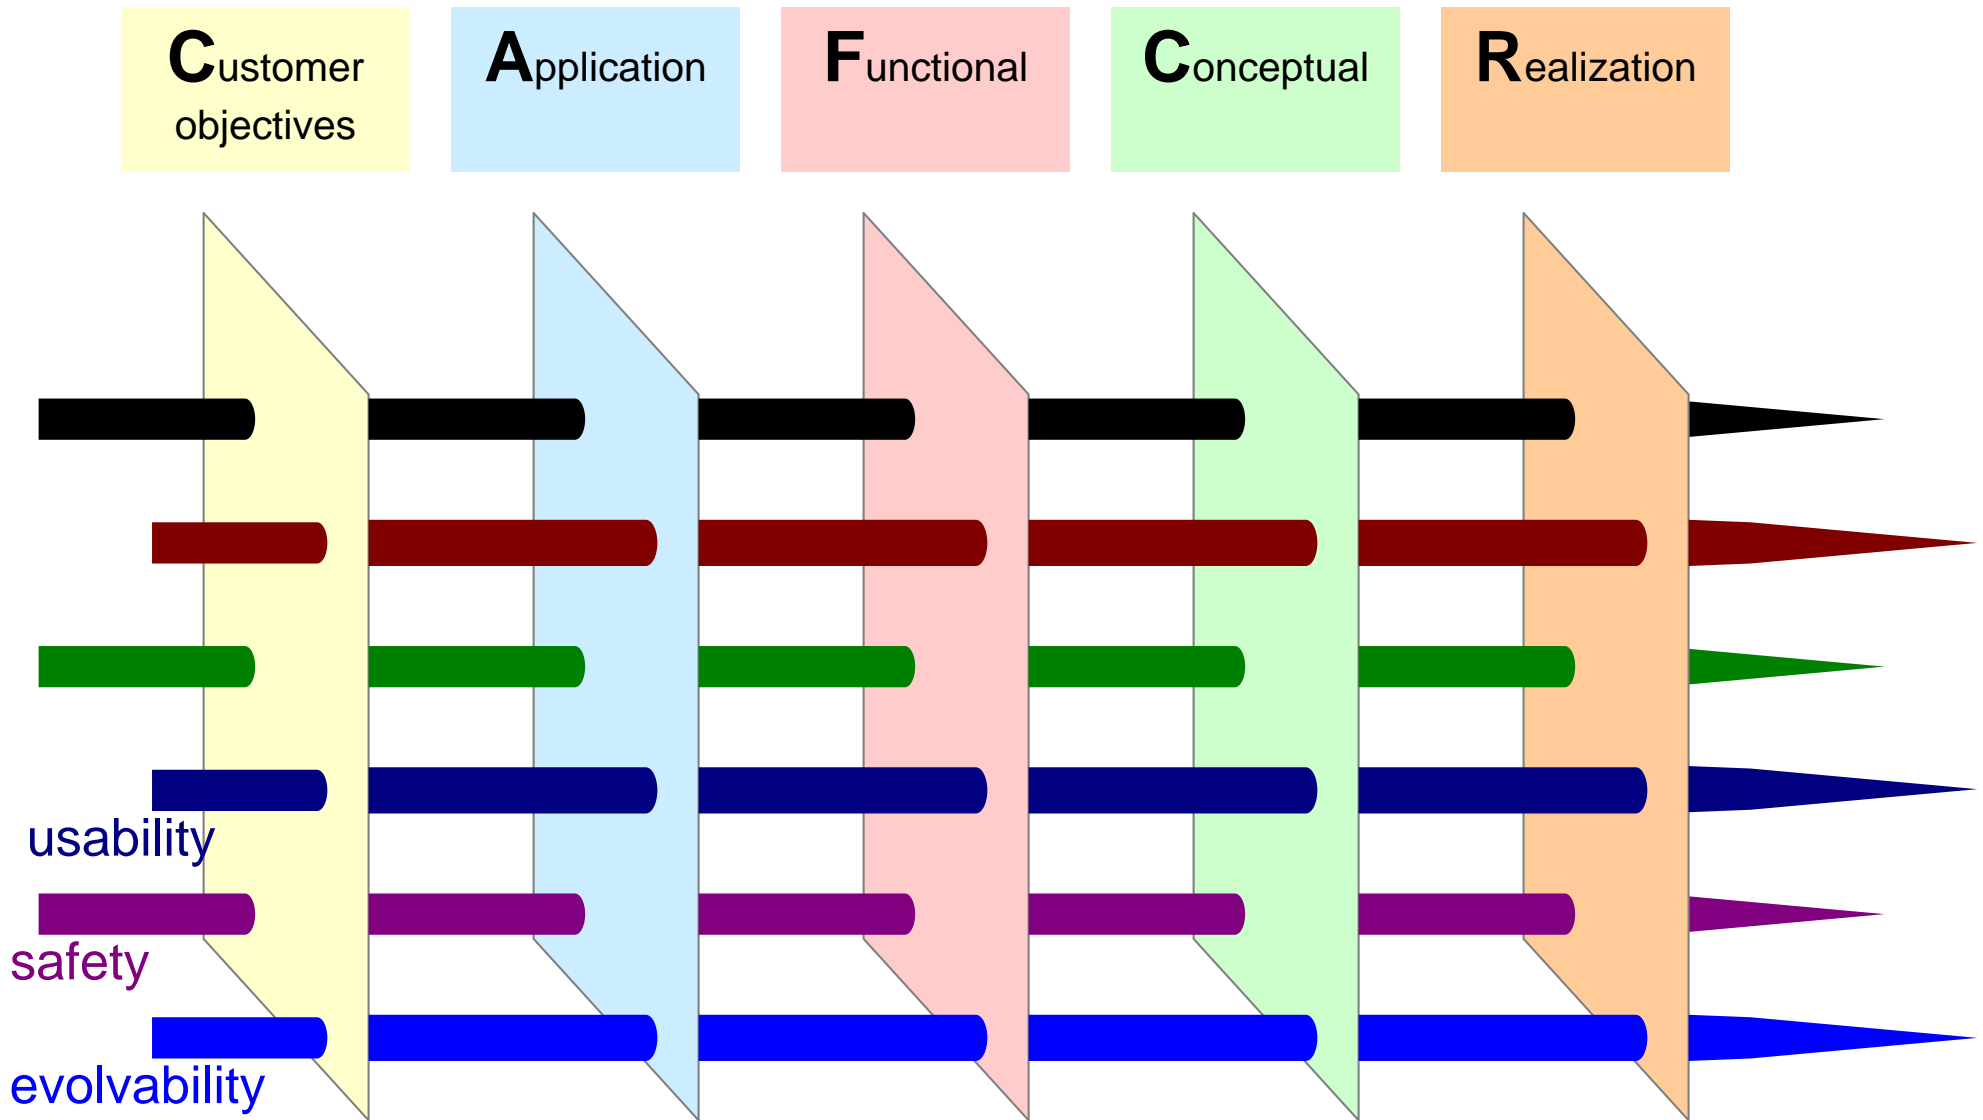 Customer
objectives
Application
Functional
Conceptual
Realization
usability
safety
evolvability